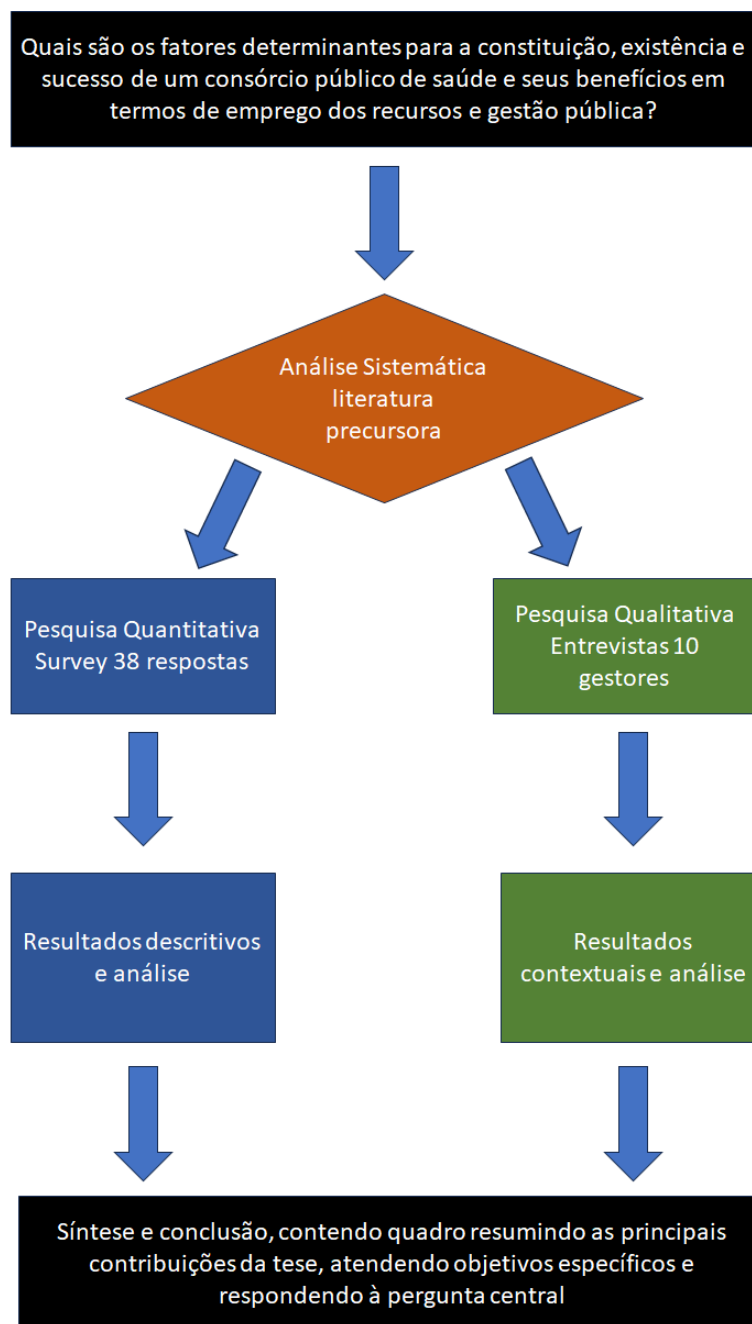 Quais são os fatores determinantes para a constituição, existência e
sucesso de um consórcio público de saúde e seus benefícios em
termos de emprego dos recursos e gestão pública?
Análise Sistemática
literatura
precursora
Pesquisa Quantitativa
Survey 38 respostas
Pesquisa Qualitativa
Entrevistas 10
gestores
Resultados descritivos
e análise
Resultados
contextuais e análise
Síntese e conclusão, contendo quadro resumindo as principais
contribuições da tese, atendendo objetivos específicos e
respondendo à pergunta central